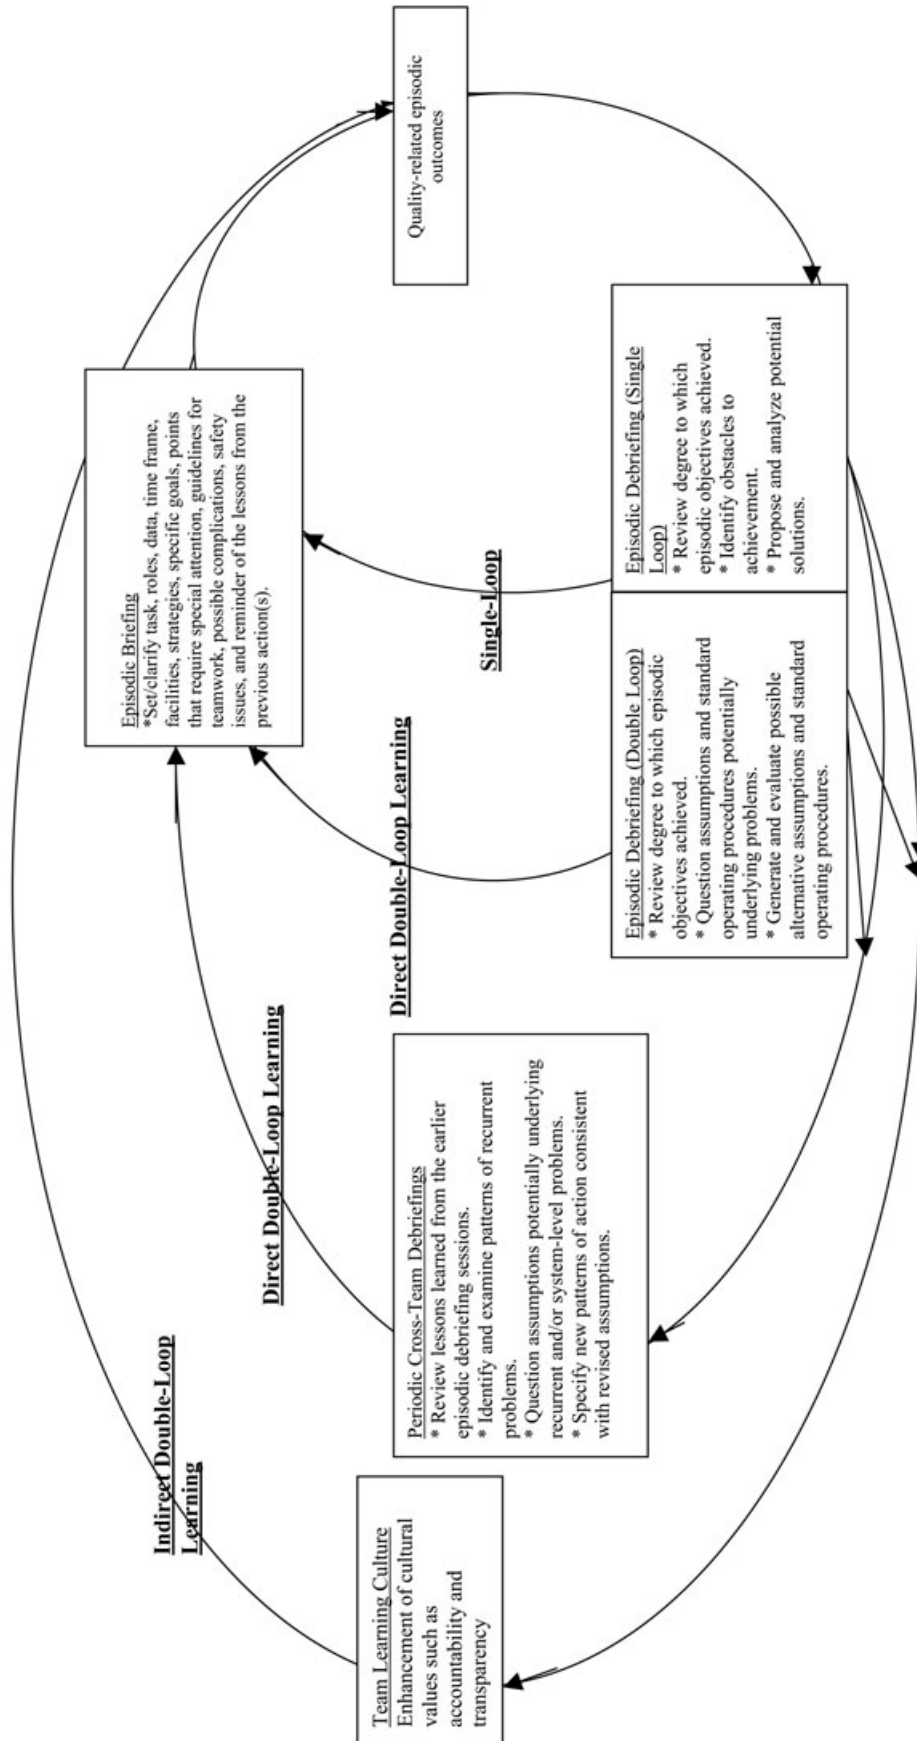 Team Learning Culture
Enhancement of cultural
values such as
accountability and
transparency
Indirect Double-Loop
Learning
Periodic Cross-Team Debriefings
* Review lessons learned from the earlier
episodic debriefing sessions.
* Identify and examine patterns of recurrent
problems.
* Question assumptions potentially underlying
recurrent and/or system-level problems.
* Specify new patterns of action consistent
with revised assumptions.
Direct Double-Loop Learning
Direct Double-Loop Learning
Episodic Briefing
*Set/clarify task, roles, data, time frame,
facilities, strategies, specific goals, points
that require special attention, guidelines for
teamwork, possible complications, safety
issues, and reminder of the lessons from the
previous action(s).
Single-Loop
Episodic Debriefing (Double Loop)
* Review degree to which episodic
objectives achieved.
* Question assumptions and standard
operating procedures potentially
underlying problems.
* Generate and evaluate possible
alternative assumptions and standard
operating procedures.
Episodic Debriefing (Single
Loop)
* Review degree to which
episodic objectives achieved.
* Identify obstacles to
achievement.
* Propose and analyze potential
solutions.
Quality-related episodic
outcomes